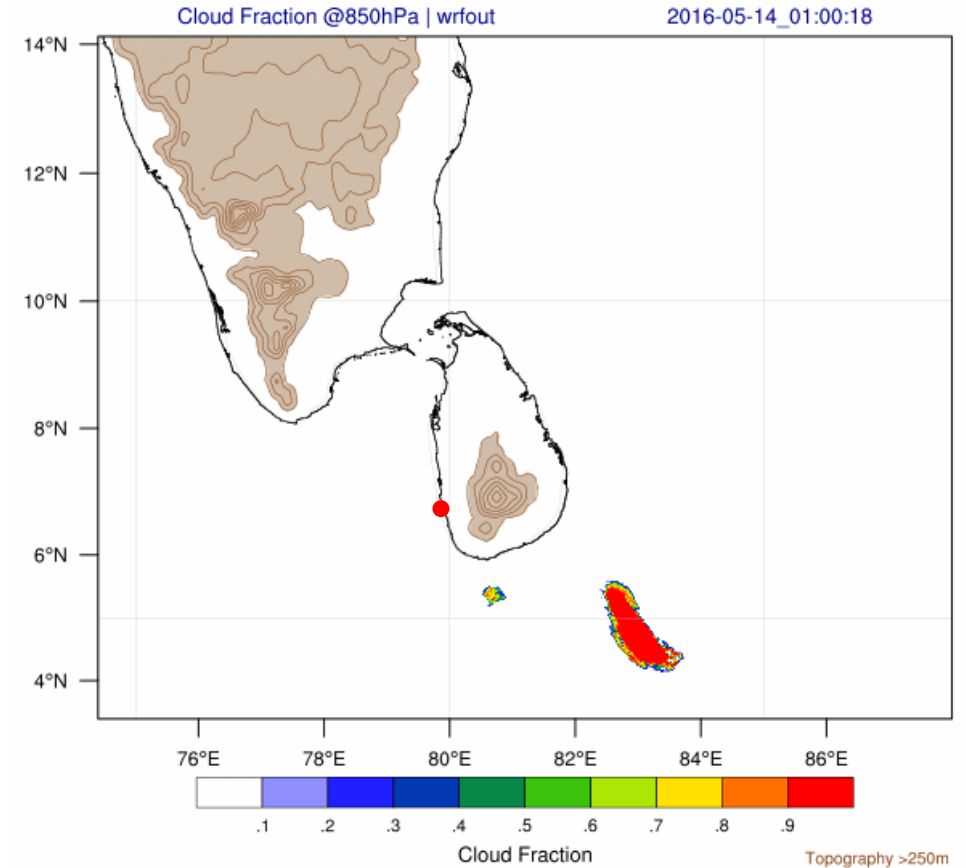 Cloud Fraction @850hPa | wrfout 2016-05-14_01:00:18
14°N
12°N
10°N
8°N
6°N
4°N
76°E 78°E 80°E 82°E 84°E 86°E
.1 .2 .3 .4 .5 .6 .7 .8 .9
Cloud Fraction
Topography >250m